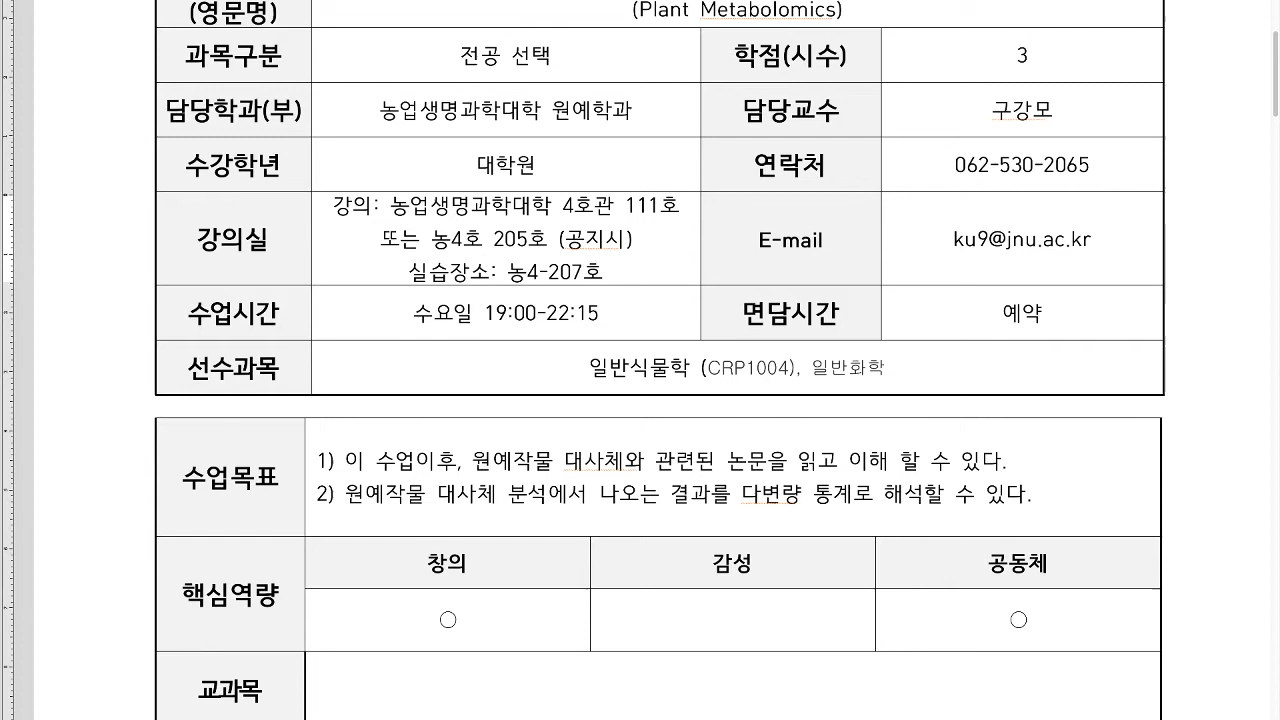 (영문명) (Plant Metabolomics)
과목구분 전공 선택 학점(시수) 3
담당학과(부) 농업생명과학대학 원예학과 담당교수 구강모
수강학년 대학원 연락처 062-530-2065
강의실 강의: 농업생명과학대학 4호관 111호
또는 농4호 205호 (공지시)
실습장소: 농4-207호
E-mail ku9@jnu.ac.kr
수업시간 수요일 19:00-22:15 면담시간 예약
선수과목 일반식물학 (CRP1004), 일반화학
수업목표
1) 이 수업이후, 원예작물 대사체와 관련된 논문을 읽고 이해 할 수 있다.
2) 원예작물 대사체 분석에서 나오는 결과를 다변량 통계로 해석할 수 있다.
핵심역량 창의 감성 공동체
○ ○
교과목